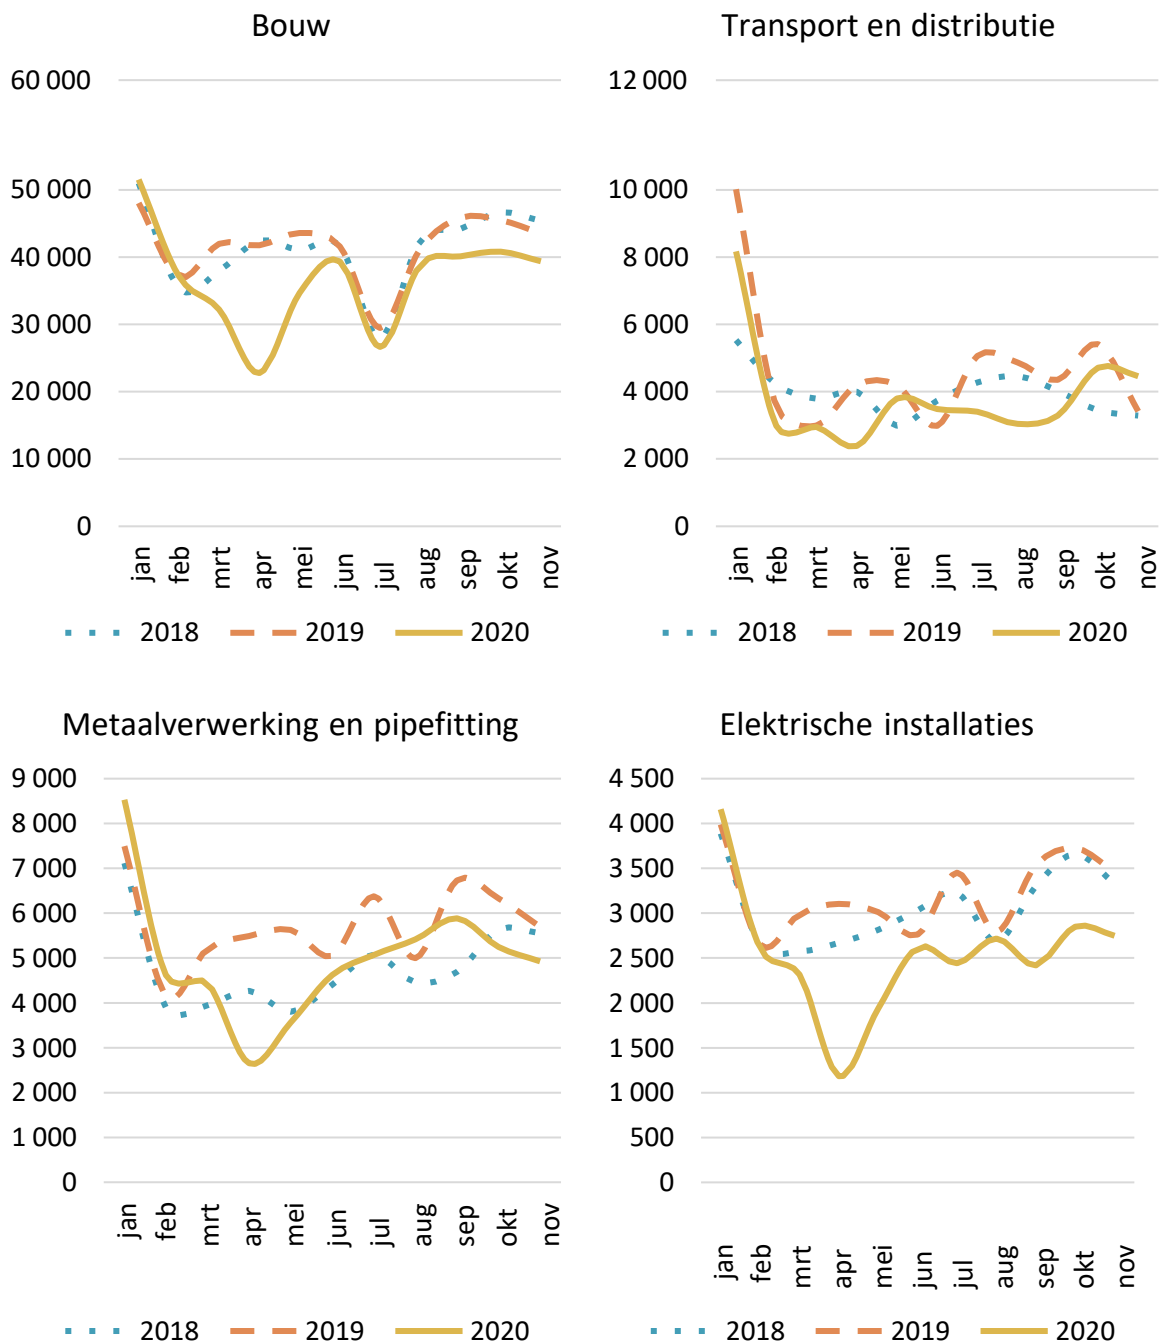 Bouw
60 000
50 000
40 000
30 000
20 000
10 000
0
jan feb mrt apr mei jun jul aug sep okt nov
2018 2019 2020
Transport en distributie
12 000
10 000
8 000
6 000
4 000
2 000
0
jan feb mrt apr mei jun jul aug sep okt nov
2018 2019 2020
Metaalverwerking en pipefitting
9 000
8 000
7 000
6 000
5 000
4 000
3 000
2 000
1 000
0
jan feb mrt apr mei jun jul aug sep okt nov
2018 2019 2020
Elektrische installaties
4 500
4 000
3 500
3 000
2 500
2 000
1 500
1 000
500
0
jan feb mrt apr mei jun jul aug sep okt nov
2018 2019 2020